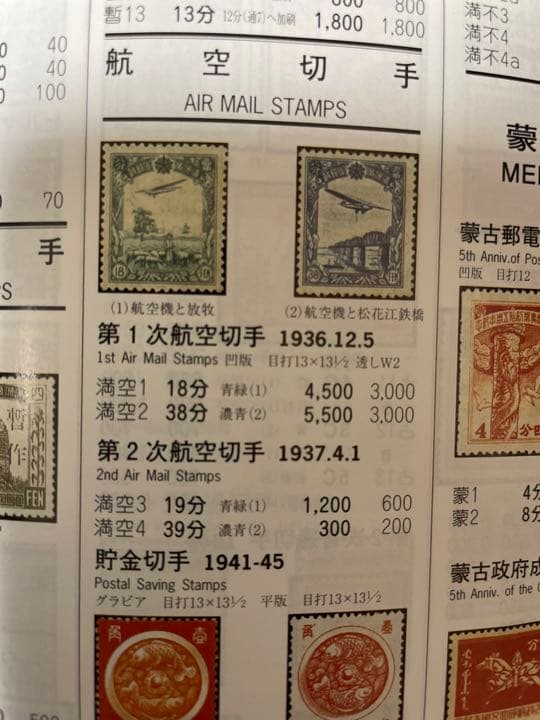 暫13 13分 12分(通7)へ加刷 1,800 1,800
航空切手
AIR MAIL STAMPS
18
38
(1)航空機と放牧 (2)航空機と松花江鉄橋
第1次航空切手 1936.12.5
1st Air Mail Stamps 凹版 目打13×13½ 透しW2
満空1 18分 青緑(1) 4,500 3,000
満空2 38分 濃青(2) 5,500 3,000
第2次航空切手 1937.4.1
2nd Air Mail Stamps
満空3 19分 青緑(1) 1,200 600
満空4 39分 濃青(2) 300 200
貯金切手 1941-45
Postal Saving Stamps
グラビア 目打13×13½ 平版 目打13×13½
角 壹
角 壹
40
40
100
70
手
暫作
FEN
満不3
満不4
満不4a
蒙
蒙古郵電
5th Anniv. of
凹版 目打12
4 分四
蒙1
蒙2
蒙古政府成
5th Anniv. of the